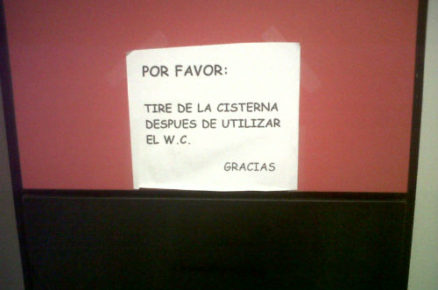 POR FAVOR:
TIRE DE LA CISTERNA
DESPUES DE UTILIZAR
EL W.C.
GRACIAS